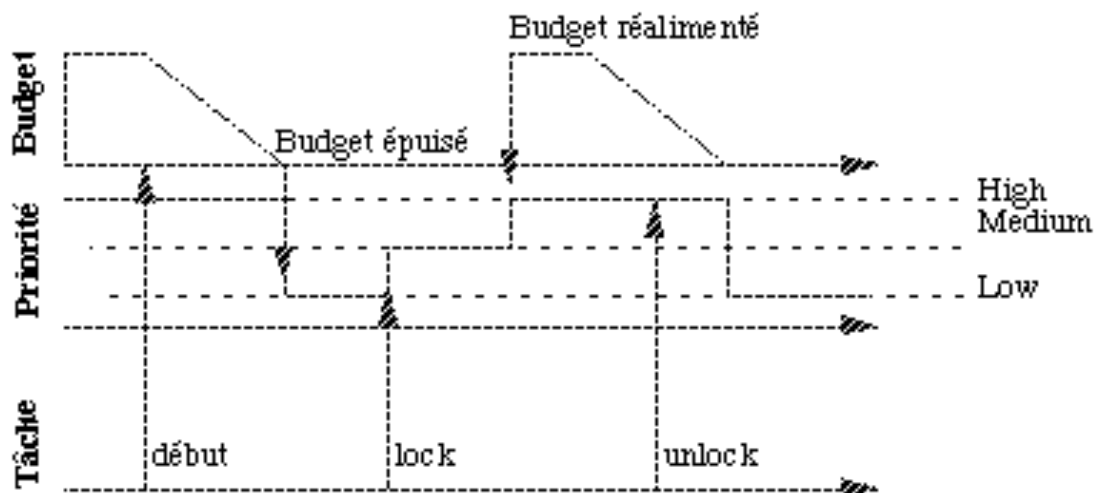 Budget réalimenté
Budget
Budget épuisé
High
Medium
Priorité
Low
Tâche
début
lock
unlock